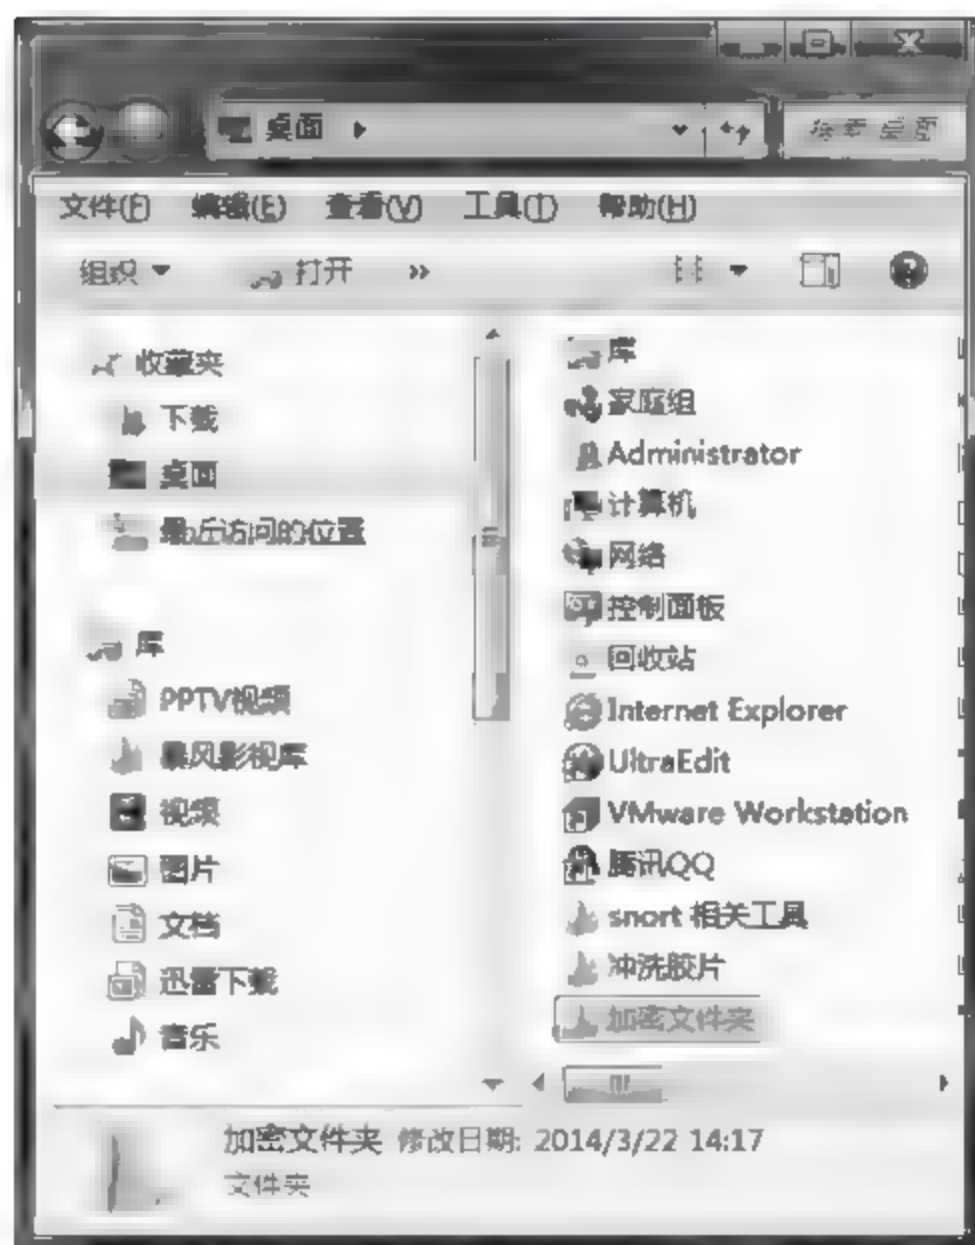 桌面
搜索 桌面
文件(F) 编辑(E) 查看(V) 工具(T) 帮助(H)
组织 打开 »
收藏夹
下载
桌面
最近访问的位置
库
PPTV视频
暴风影视库
视频
图片
文档
迅雷下载
音乐
库
家庭组
Administrator
计算机
网络
控制面板
回收站
Internet Explorer
UltraEdit
VMware Workstation
腾讯QQ
snort 相关工具
冲洗胶片
加密文件夹
加密文件夹 修改日期: 2014/3/22 14:17
文件夹